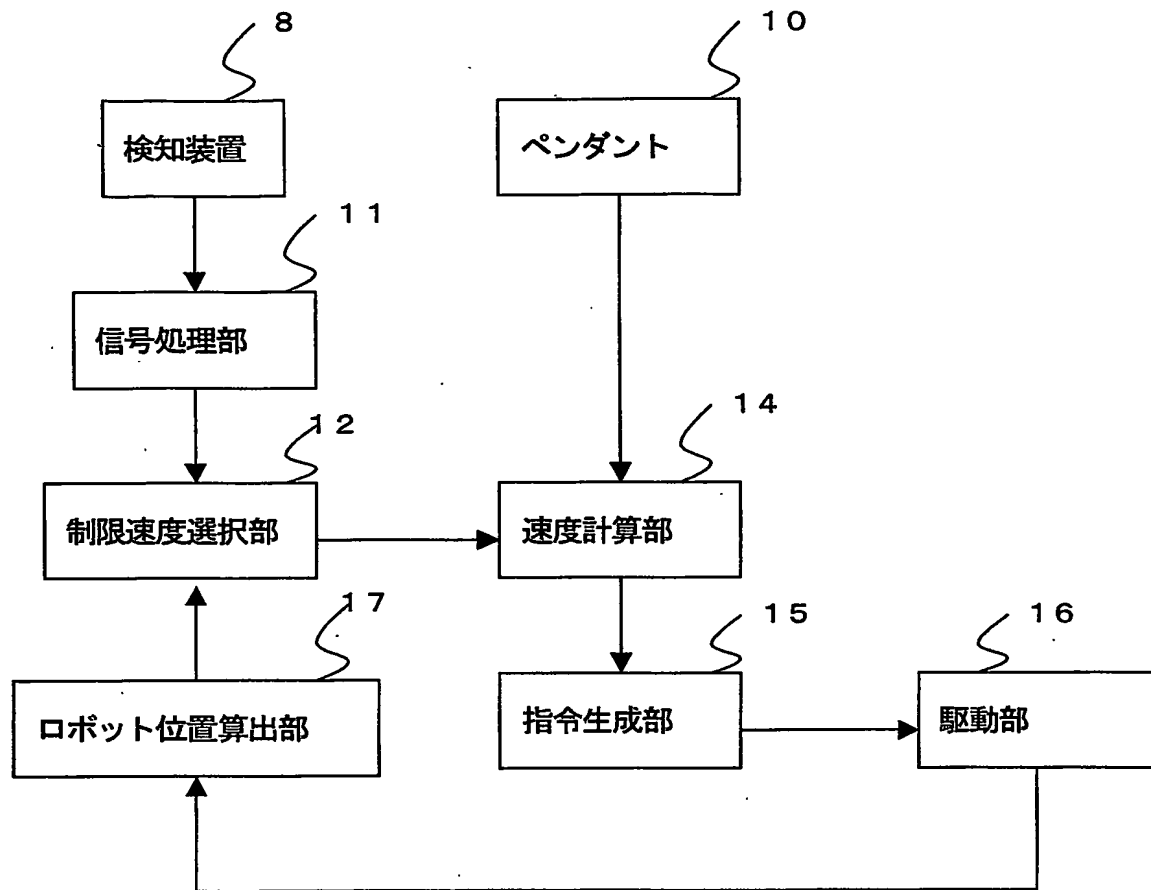 8
検知装置
10
ペンダント
11
信号処理部
12
制限速度選択部
14
速度計算部
17
ロボット位置算出部
15
指令生成部
16
駆動部